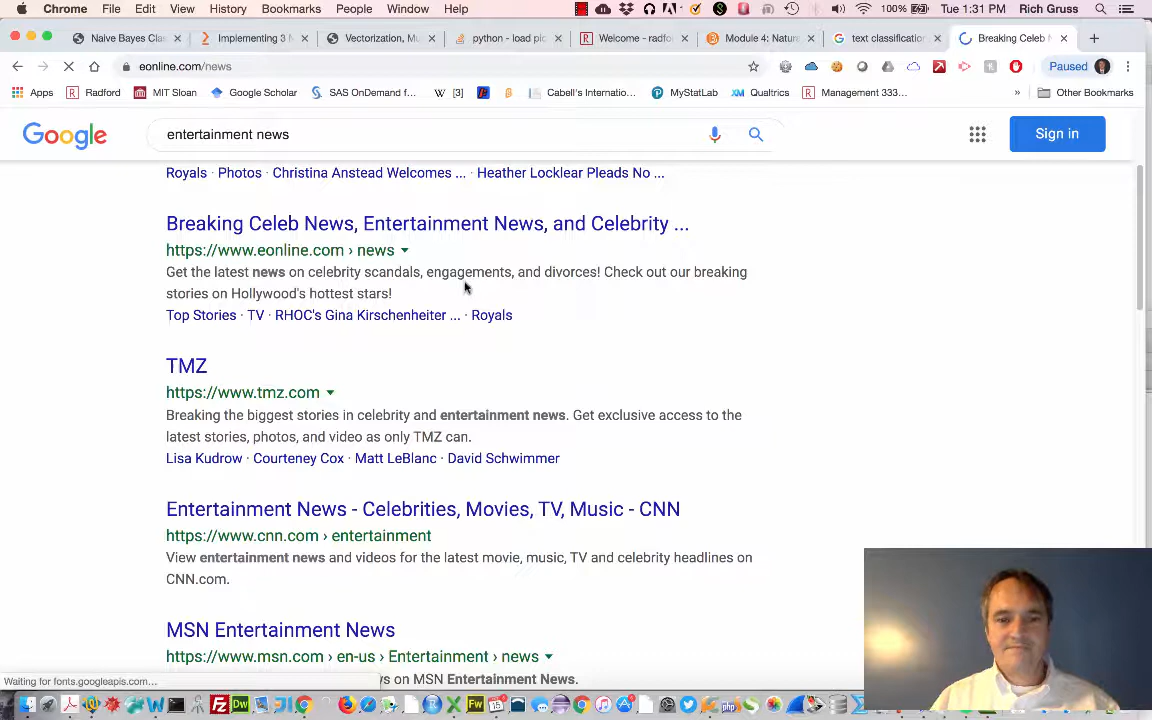 Chrome File Edit View History Bookmarks People Window Help 100% Tue 1:31 PM Rich Gruss
Naive Bayes Clas Implementing 3 N Vectorization, Mu python - load pic Welcome - radfo Module 4: Nature text classification Breaking Celeb N
eonline.com/news Paused
Apps Radford MIT Sloan Google Scholar SAS OnDemand f... [3] Cabell's Internatio... MyStatLab Qualtrics Management 333... » Other Bookmarks
Google entertainment news Sign in
Royals · Photos · Christina Anstead Welcomes ... · Heather Locklear Pleads No ...
Breaking Celeb News, Entertainment News, and Celebrity ...
https://www.eonline.com › news
Get the latest news on celebrity scandals, engagements, and divorces! Check out our breaking
stories on Hollywood's hottest stars!
Top Stories · TV · RHOC's Gina Kirschenheiter ... · Royals
TMZ
https://www.tmz.com
Breaking the biggest stories in celebrity and entertainment news. Get exclusive access to the
latest stories, photos, and video as only TMZ can.
Lisa Kudrow · Courteney Cox · Matt LeBlanc · David Schwimmer
Entertainment News - Celebrities, Movies, TV, Music - CNN
https://www.cnn.com › entertainment
View entertainment news and videos for the latest movie, music, TV and celebrity headlines on
CNN.com.
MSN Entertainment News
https://www.msn.com › en-us › Entertainment › news
on MSN Entertainment News.
Waiting for fonts.googleapis.com...